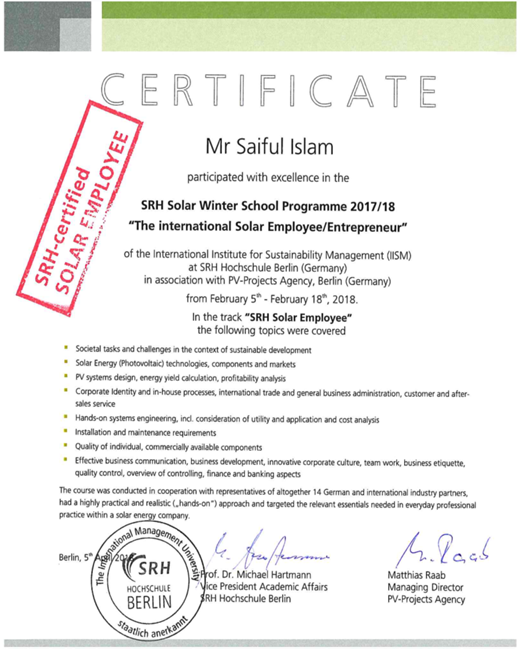 CERTIFICATE
SRH-certified
SOLAR EMPLOYEE
Mr Saiful Islam
participated with excellence in the
SRH Solar Winter School Programme 2017/18
"The international Solar Employee/Entrepreneur"
of the International Institute for Sustainability Management (IISM)
at SRH Hochschule Berlin (Germany)
in association with PV-Projects Agency, Berlin (Germany)
from February 5th - February 18th, 2018.
In the track "SRH Solar Employee"
the following topics were covered
Societal tasks and challenges in the context of sustainable development
Solar Energy (Photovoltaic) technologies, components and markets
PV systems design, energy yield calculation, profitability analysis
Corporate Identity and in-house processes, international trade and general business administration, customer and after-
sales service
Hands-on systems engineering, incl. consideration of utility and application and cost analysis
Installation and maintenance requirements
Quality of individual, commercially available components
Effective business communication, business development, innovative corporate culture, team work, business etiquette,
quality control, overview of controlling, finance and banking aspects
The course was conducted in cooperation with representatives of altogether 14 German and international industry partners,
had a highly practical and realistic („hands-on") approach and targeted the relevant essentials needed in everyday professional
practice within a solar energy company.
Berlin, 5th April 2018
The International Management University
SRH
HOCHSCHULE
BERLIN
staatlich anerkannt
Prof. Dr. Michael Hartmann
Vice President Academic Affairs
SRH Hochschule Berlin
M. Raab
Matthias Raab
Managing Director
PV-Projects Agency